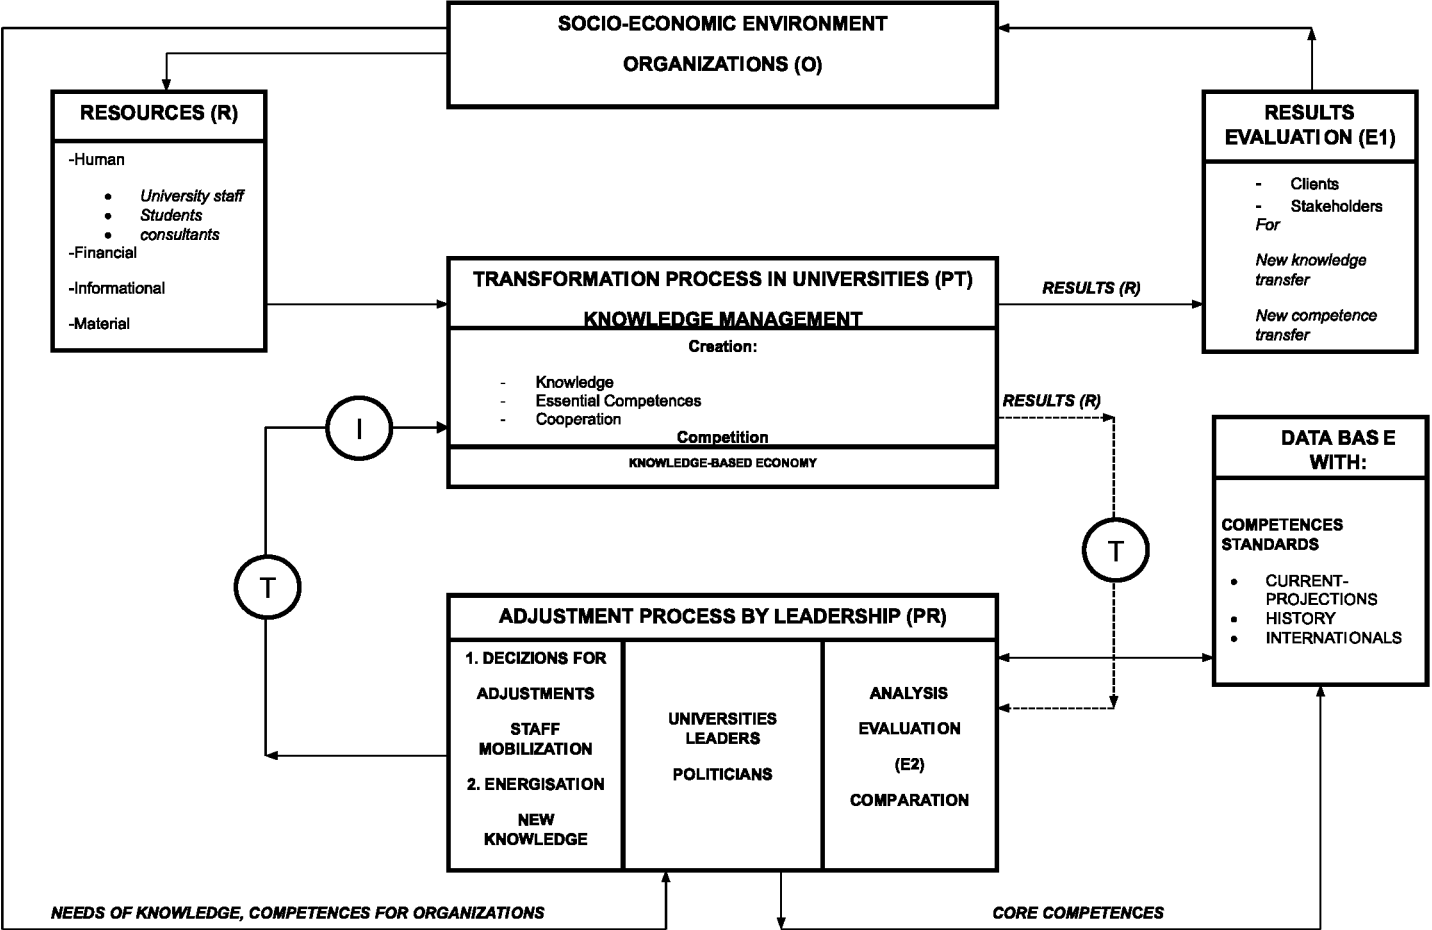 SOCIO-ECONOMIC ENVIRONMENT
ORGANIZATIONS (O)
RESOURCES (R)
-Human
• University staff
• Students
• consultants
-Financial
-Informational
-Material
RESULTS
EVALUATION (E1)
- Clients
- Stakeholders
For
New knowledge
transfer
New competence
transfer
TRANSFORMATION PROCESS IN UNIVERSITIES (PT)
KNOWLEDGE MANAGEMENT
Creation:
- Knowledge
- Essential Competences
- Cooperation
Competition
KNOWLEDGE-BASED ECONOMY
RESULTS (R)
RESULTS (R)
I
T
T
DATA BASE
WITH:
COMPETENCES
STANDARDS
• CURRENT-
PROJECTIONS
• HISTORY
• INTERNATIONALS
ADJUSTMENT PROCESS BY LEADERSHIP (PR)
1. DECIZIONS FOR
ADJUSTMENTS
STAFF
MOBILIZATION
2. ENERGISATION
NEW
KNOWLEDGE
UNIVERSITIES
LEADERS
POLITICIANS
ANALYSIS
EVALUATION
(E2)
COMPARATION
NEEDS OF KNOWLEDGE, COMPETENCES FOR ORGANIZATIONS
CORE COMPETENCES